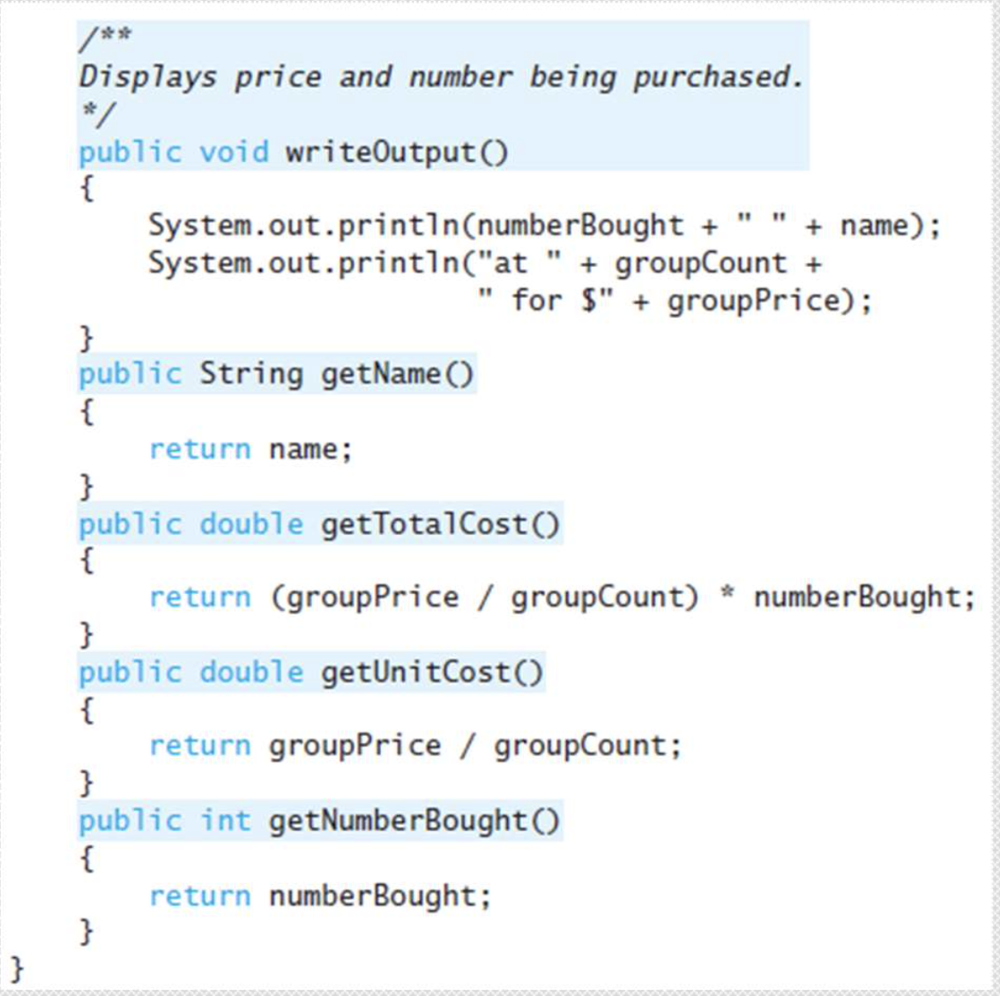 /**
Displays price and number being purchased.
*/
public void writeOutput()
{
System.out.println(numberBought + " " + name);
System.out.println("at " + groupCount +
" for $" + groupPrice);
}
public String getName()
{
return name;
}
public double getTotalCost()
{
return (groupPrice / groupCount) * numberBought;
}
public double getUnitCost()
{
return groupPrice / groupCount;
}
public int getNumberBought()
{
return numberBought;
}
}